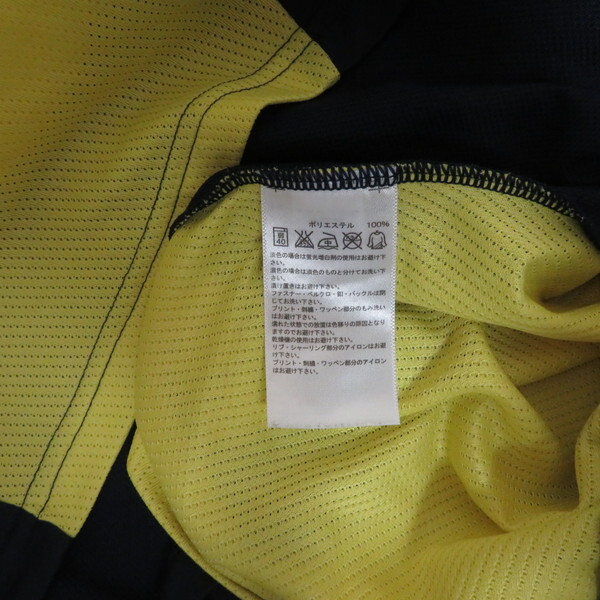 ポリエステル 100%
40
淡色の場合は蛍光増白剤の使用はお避け下
さい。
淡色の場合は淡色のものと分けてお洗い下
さい。
漬け置きはお避け下さい。
ファスナー・ベルクロ・釦・バックルは閉
じてお洗い下さい。
プリント・刺繍・ワッペン部分のもみ洗い
はお避け下さい。
濡れた状態での放置は色移りの原因となり
ますのでお避け下さい。
乾燥機の使用はお避け下さい。
リブ・シャーリング部分のアイロンはお避
け下さい。
プリント・刺繍・ワッペン部分のアイロン
はお避け下さい。